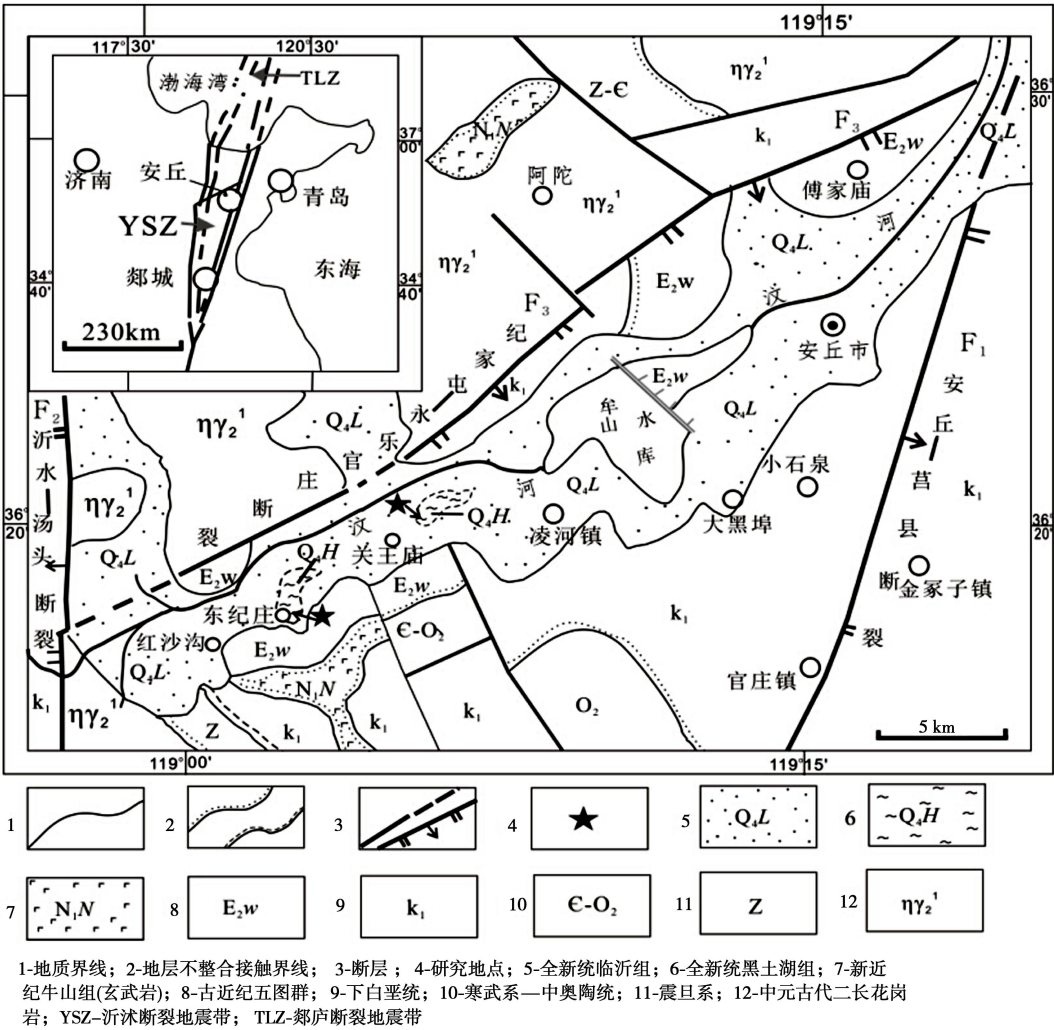 119°15'
117°30'
120°30'
渤海湾
TLZ
37°00'
济南
安丘
青岛
YSZ
郯城
东海
34°40'
34°40'
230km
36°30'
ηγ₂¹
Z-Є
N₁N
k₁
F₃
E₂w
Q₄L
阿陀
ηγ₂¹
傅家庙
河
Q₄L
ηγ₂¹
E₂w
汶
F₃
安丘市
F₁
纪家屯
k₁
E₂w
牟山水库
Q₄L
安丘莒县断裂
F₂
沂水汤头断裂
ηγ₂¹
Q₄L
永乐官庄断裂
小石泉
ηγ₂¹
河
Q₄L
k₁
36°20'
36°20'
Q₄H
凌河镇
大黑埠
汶
Q₄L
Q₄H
关王庙
E₂w
E₂w
金冢子镇
东纪庄
Є-O₂
k₁
红沙沟
E₂w
官庄镇
Q₄L
N₁N
k₁
ηγ₂¹
Z
k₁
k₁
k₁
O₂
5 km
119°00'
119°15'
1
2
3
4
5 Q₄L
6 Q₄H
7 N₁N
8 E₂w
9 k₁
10 Є-O₂
11 Z
12 ηγ₂¹
1-地质界线；2-地层不整合接触界线； 3-断层；4-研究地点；5-全新统临沂组；6-全新统黑土湖组；7-新近
纪牛山组(玄武岩)；8-古近纪五图群；9-下白垩统；10-寒武系—中奥陶统；11-震旦系；12-中元古代二长花岗
岩；YSZ–沂沭断裂地震带； TLZ-郯庐断裂地震带